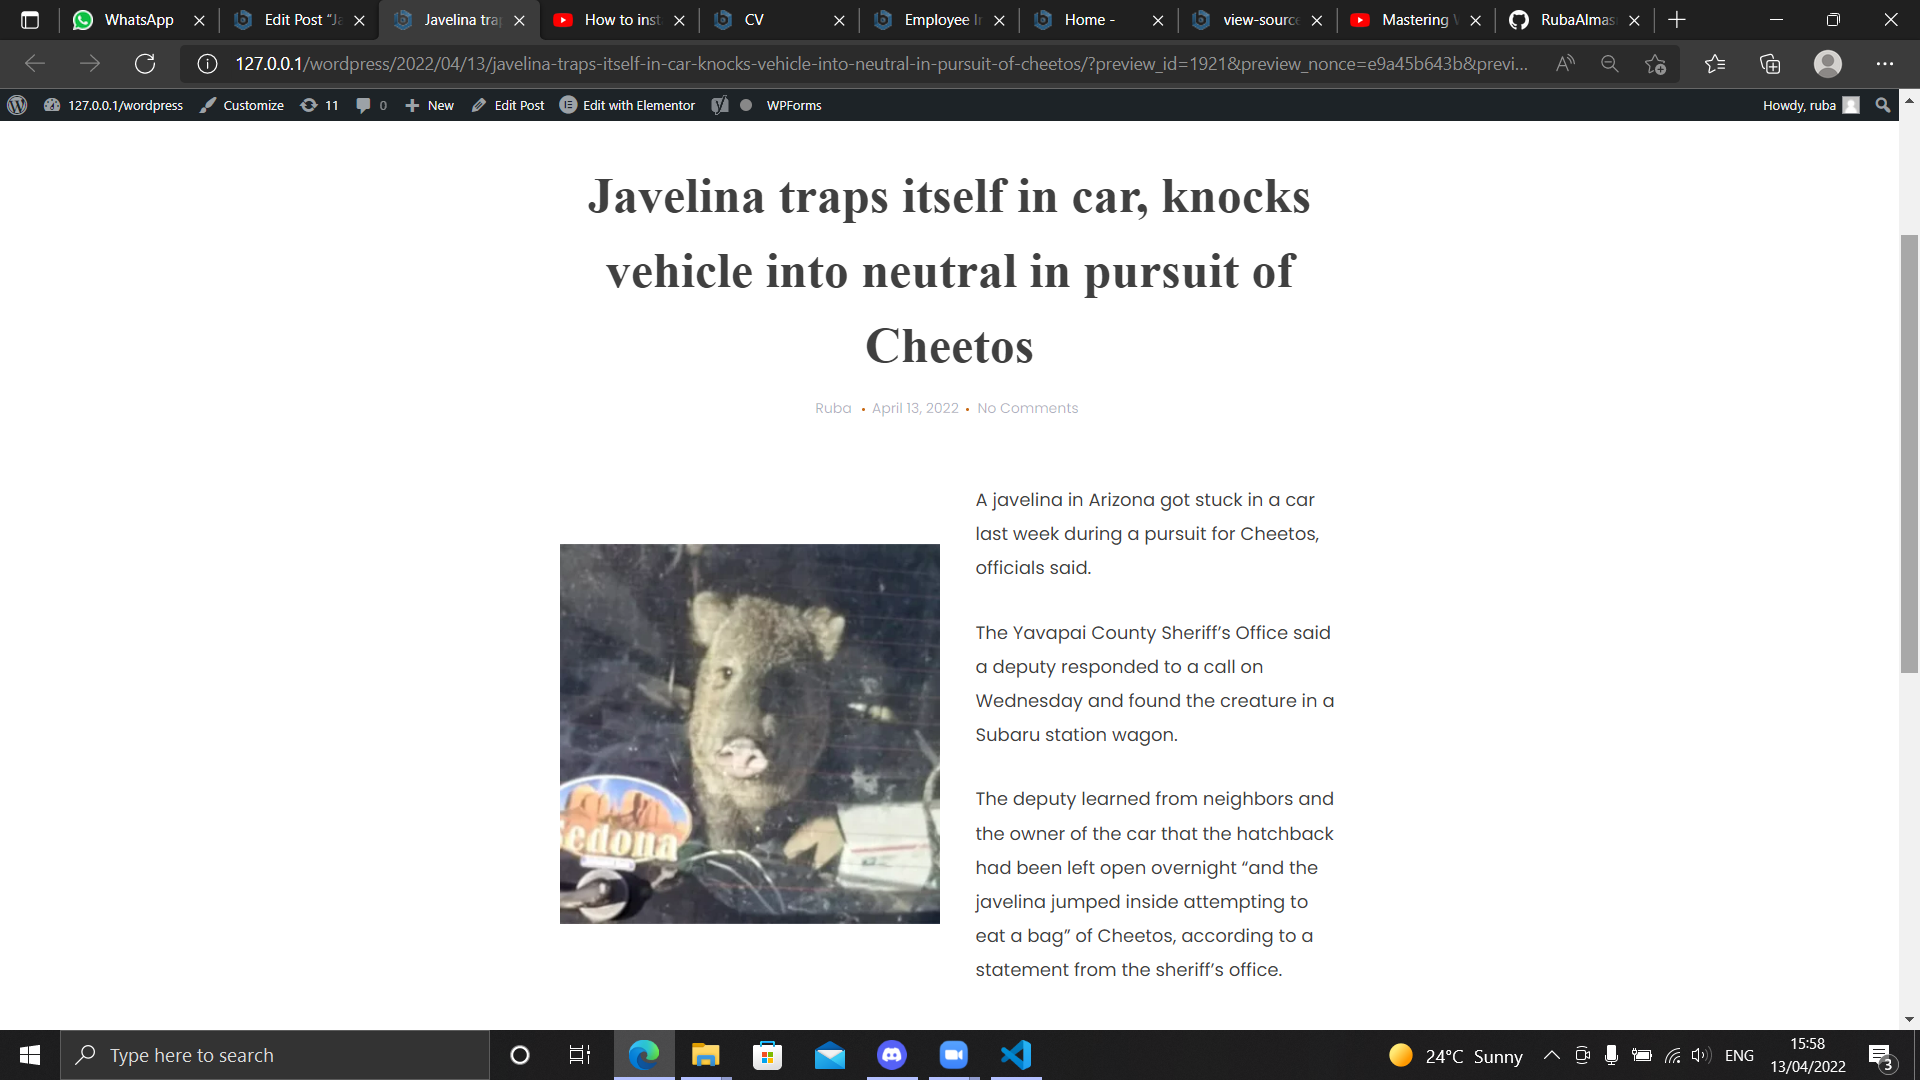 WhatsApp
Edit Post “Ja
Javelina tra
How to inst
CV
Employee I
Home -
view-source
Mastering
RubaAlmas
127.0.0.1/wordpress/2022/04/13/javelina-traps-itself-in-car-knocks-vehicle-into-neutral-in-pursuit-of-cheetos/?preview_id=1921&preview_nonce=e9a45b643b&previ...
127.0.0.1/wordpress
Customize
11
0
New
Edit Post
Edit with Elementor
WPForms
Howdy, ruba
Javelina traps itself in car, knocks
vehicle into neutral in pursuit of
Cheetos
Ruba • April 13, 2022 • No Comments
A javelina in Arizona got stuck in a car
last week during a pursuit for Cheetos,
officials said.
The Yavapai County Sheriff’s Office said
a deputy responded to a call on
Wednesday and found the creature in a
Subaru station wagon.
The deputy learned from neighbors and
the owner of the car that the hatchback
had been left open overnight “and the
javelina jumped inside attempting to
eat a bag” of Cheetos, according to a
statement from the sheriff’s office.
Sedona
Type here to search
24°C Sunny
ENG
15:58
13/04/2022
3